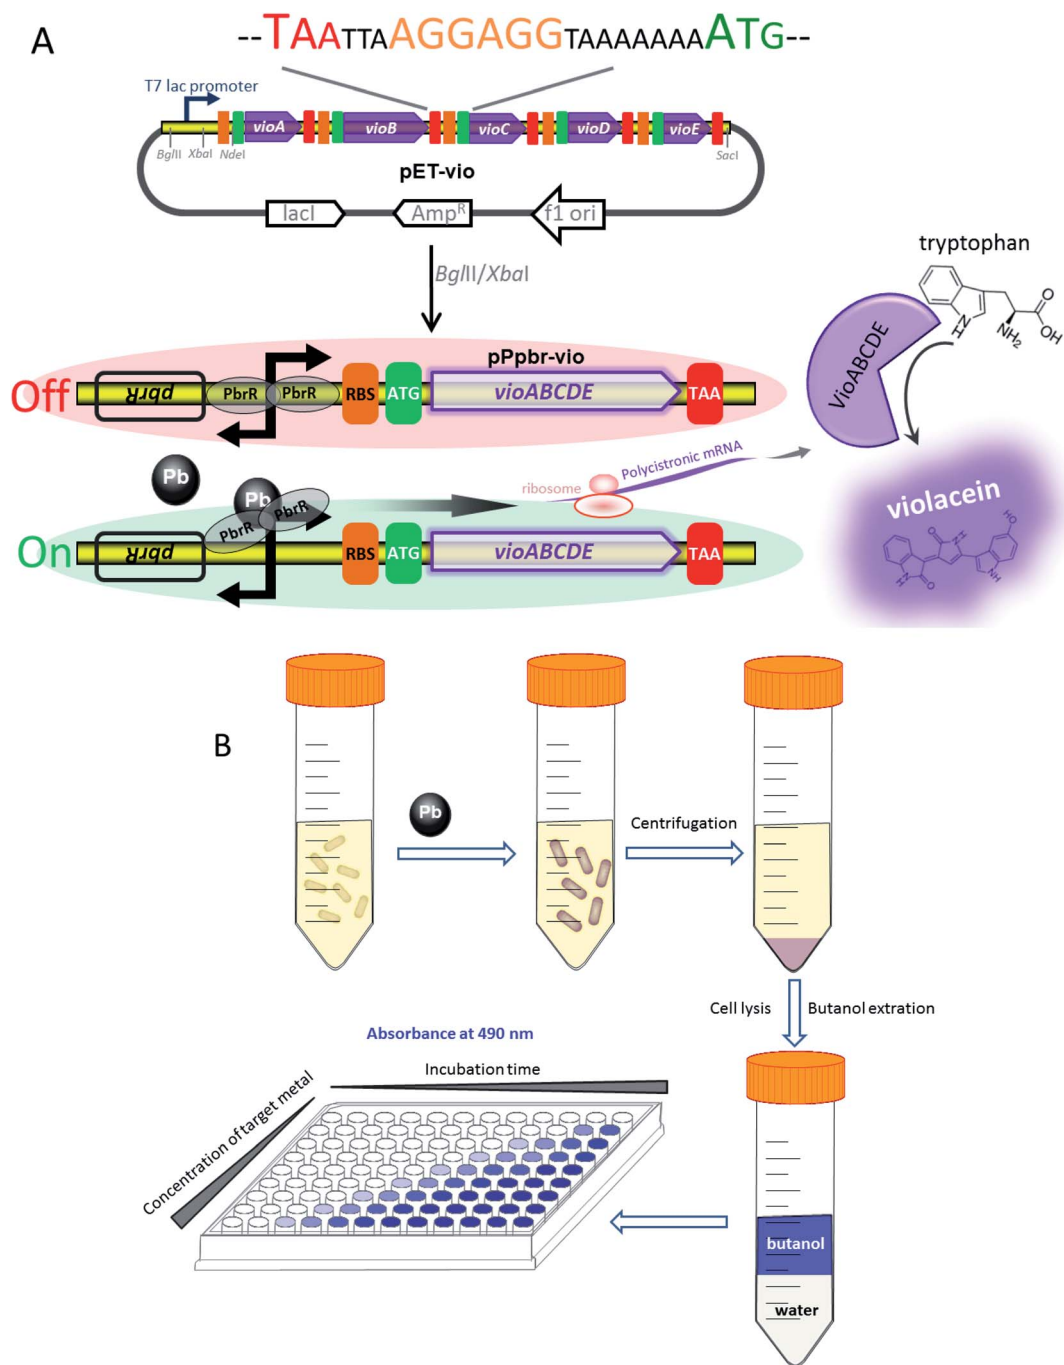 A
--TAATTAAGGAGGTAAAAAAAATG--
T7 lac promoter
vioA vioB vioC vioD vioE
BglII XbaI NdeI SacI
pET-vio
lacI AmpR f1 ori
BglII/XbaI
tryptophan
N H NH2 O OH
VioABCDE
pPpbr-vio
Off pbrR PbrR PbrR RBS ATG vioABCDE TAA
Pb
Pb
PbrR PbrR
ribosome
Polycistronic mRNA
On pbrR RBS ATG vioABCDE TAA
violacein
HO O N H N H O NH
B
Pb
Centrifugation
Cell lysis Butanol extration
Absorbance at 490 nm
Incubation time
Concentration of target metal
butanol
water